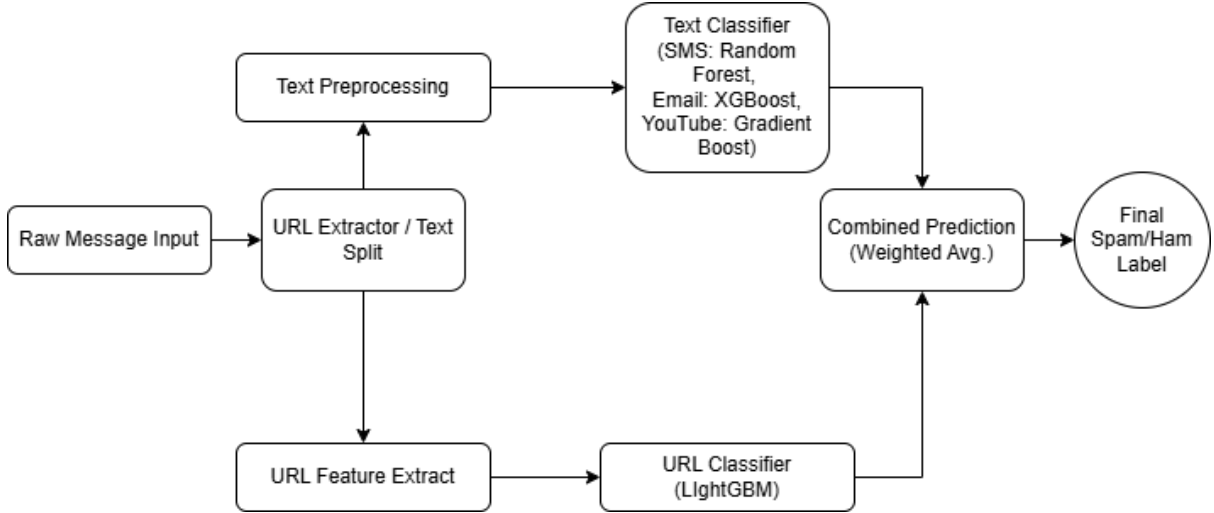 Raw Message Input
URL Extractor / Text
Split
Text Preprocessing
Text Classifier
(SMS: Random
Forest,
Email: XGBoost,
YouTube: Gradient
Boost)
URL Feature Extract
URL Classifier
(LIghtGBM)
Combined Prediction
(Weighted Avg.)
Final
Spam/Ham
Label